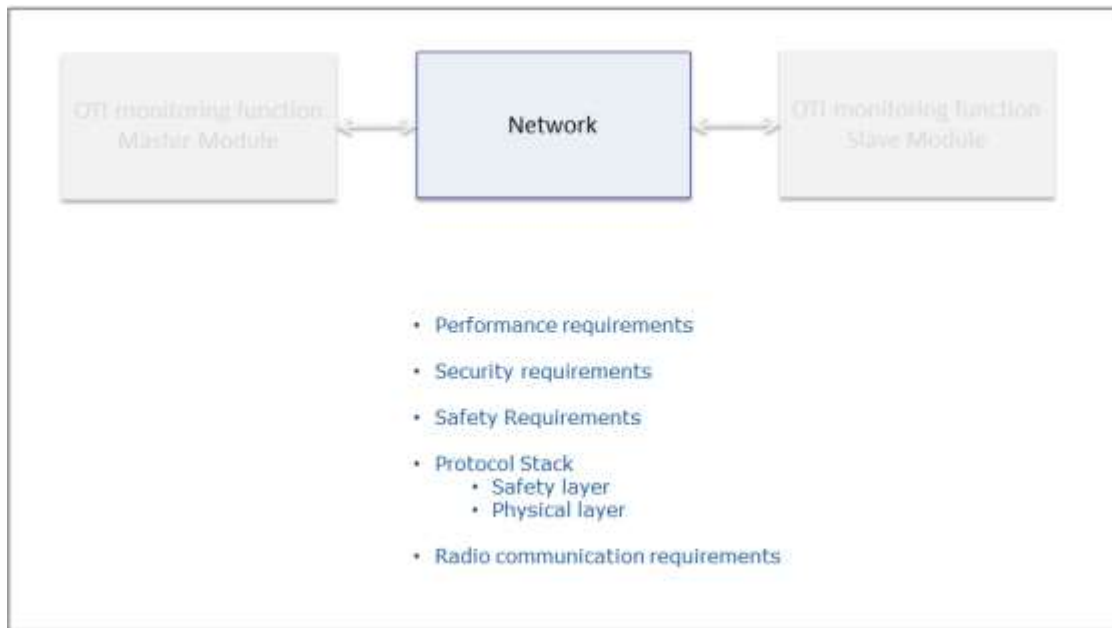 OTI monitoring function
Master Module
Network
OTI monitoring function
Slave Module
• Performance requirements
• Security requirements
• Safety Requirements
• Protocol Stack
• Safety layer
• Physical layer
• Radio communication requirements